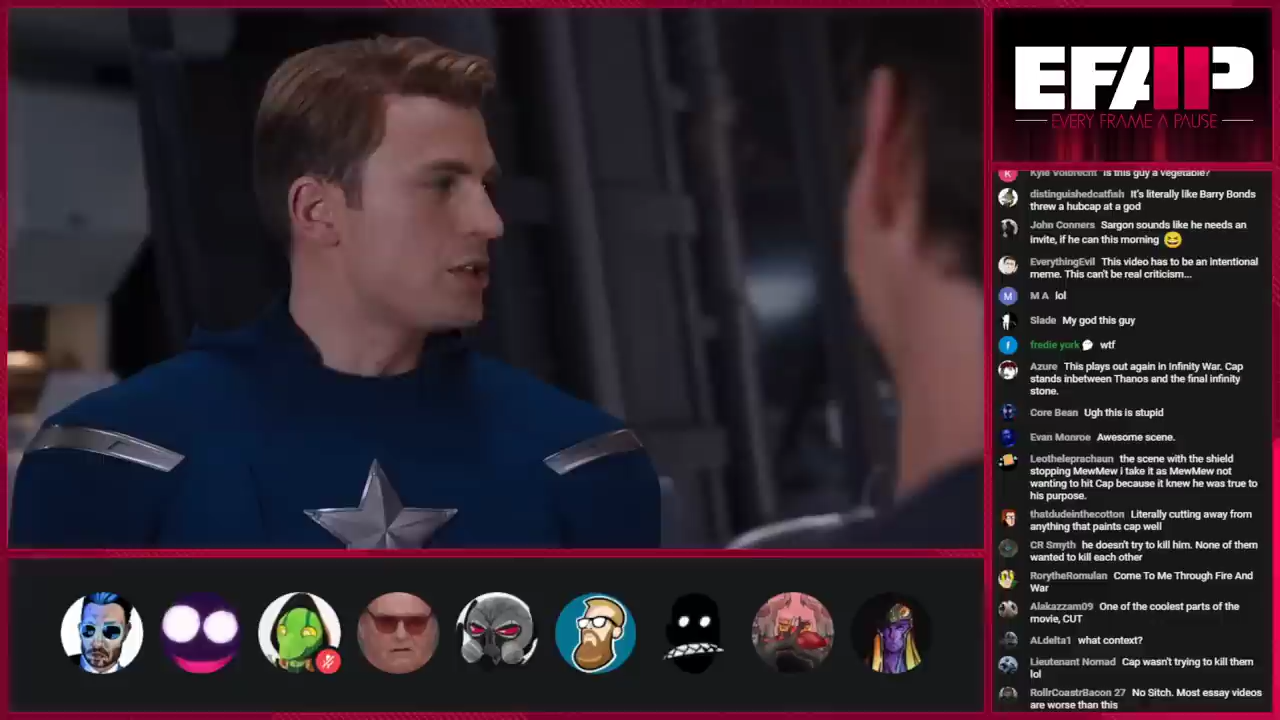 EFAP
EVERY FRAME A PAUSE
K Kyle Volbrecht Is this guy a vegetable?
distinguishedcatfish It's literally like Barry Bonds
threw a hubcap at a god
John Conners Sargon sounds like he needs an
invite, if he can this morning
EverythingEvil This video has to be an intentional
meme. This can't be real criticism...
M M A lol
Slade My god this guy
f fredie york wtf
Azure This plays out again in Infinity War. Cap
stands inbetween Thanos and the final infinity
stone.
Core Bean Ugh this is stupid
Evan Monroe Awesome scene.
Leotheleprachaun the scene with the shield
stopping MewMew i take it as MewMew not
wanting to hit Cap because it knew he was true to
his purpose.
thatdudeinthecotton Literally cutting away from
anything that paints cap well
CR Smyth he doesn't try to kill him. None of them
wanted to kill each other
RorytheRomulan Come To Me Through Fire And
War
Alakazzam09 One of the coolest parts of the
movie, CUT
ALdelta1 what context?
Lieutenant Nomad Cap wasn't trying to kill them
lol
RollrCoastrBacon 27 No Sitch. Most essay videos
are worse than this